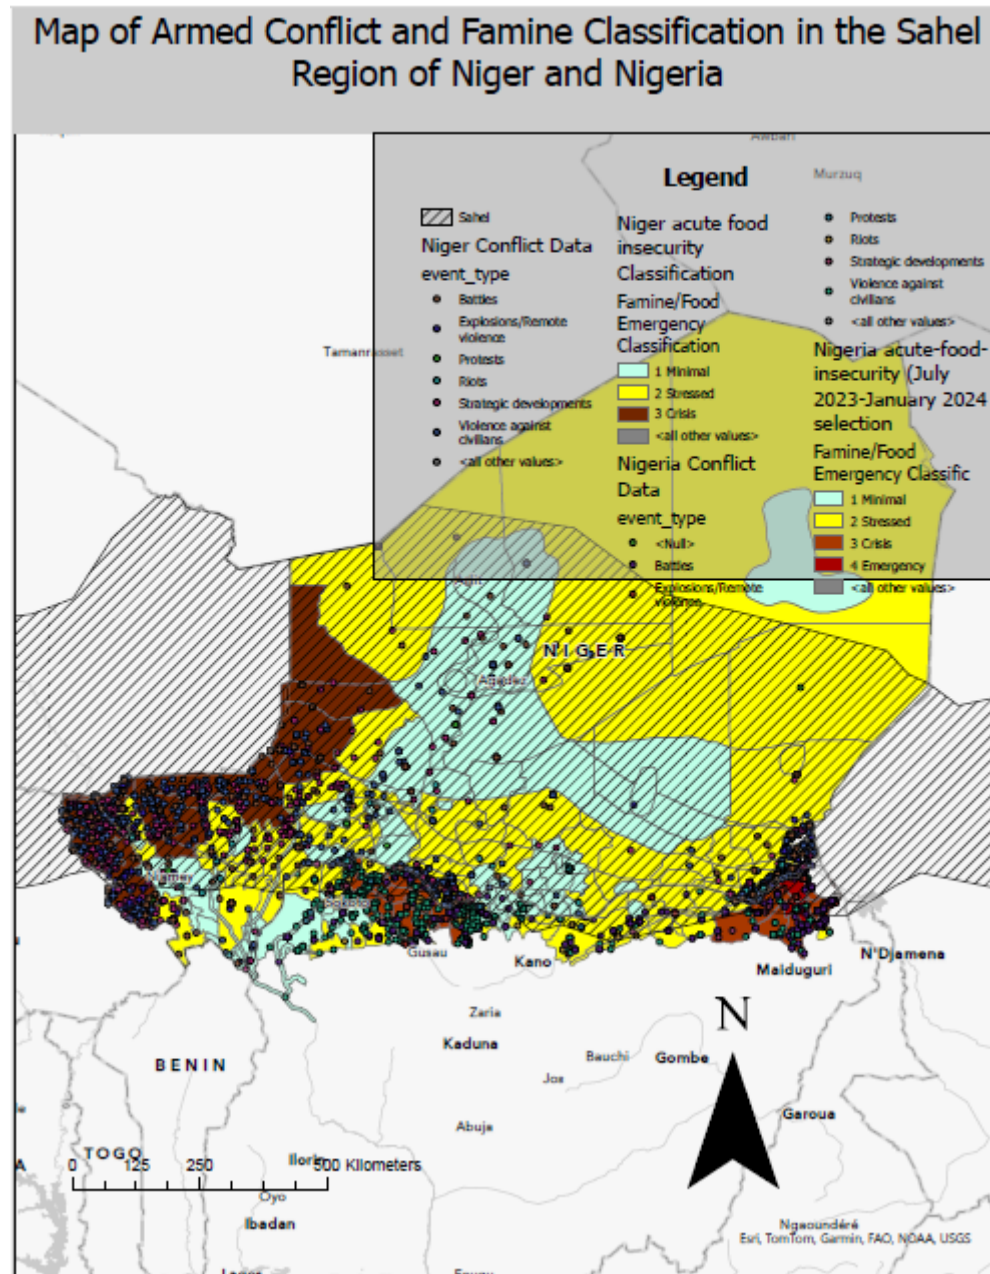 Map of Armed Conflict and Famine Classification in the Sahel
Region of Niger and Nigeria
Awbari
Murzuq
Legend
Sahel
Niger Conflict Data
event_type
Battles
Explosions/Remote
violence
Protests
Riots
Strategic developments
Violence against
civilians
<all other values>
Niger acute food
insecurity
Classification
Famine/Food
Emergency
Classification
1 Minimal
2 Stressed
3 Crisis
<all other values>
Nigeria Conflict
Data
event_type
<Null>
Battles
Explosions/Remote
violence
Protests
Riots
Strategic developments
Violence against
civilians
<all other values>
Nigeria acute-food-
insecurity (July
2023-January 2024
selection
Famine/Food
Emergency Classific
1 Minimal
2 Stressed
3 Crisis
4 Emergency
<all other values>
Tamanrasset
Arlit
NIGER
Agadez
Niamey
Sokoto
Gusau
Kano
Maiduguri
N'Djamena
Zaria
Kaduna
Bauchi
Gombe
Jos
BENIN
Abuja
Garoua
N
TOGO
Ilorin
0 125 250 500 Kilometers
Oyo
Ibadan
Ngaoundéré
Esri, TomTom, Garmin, FAO, NOAA, USGS